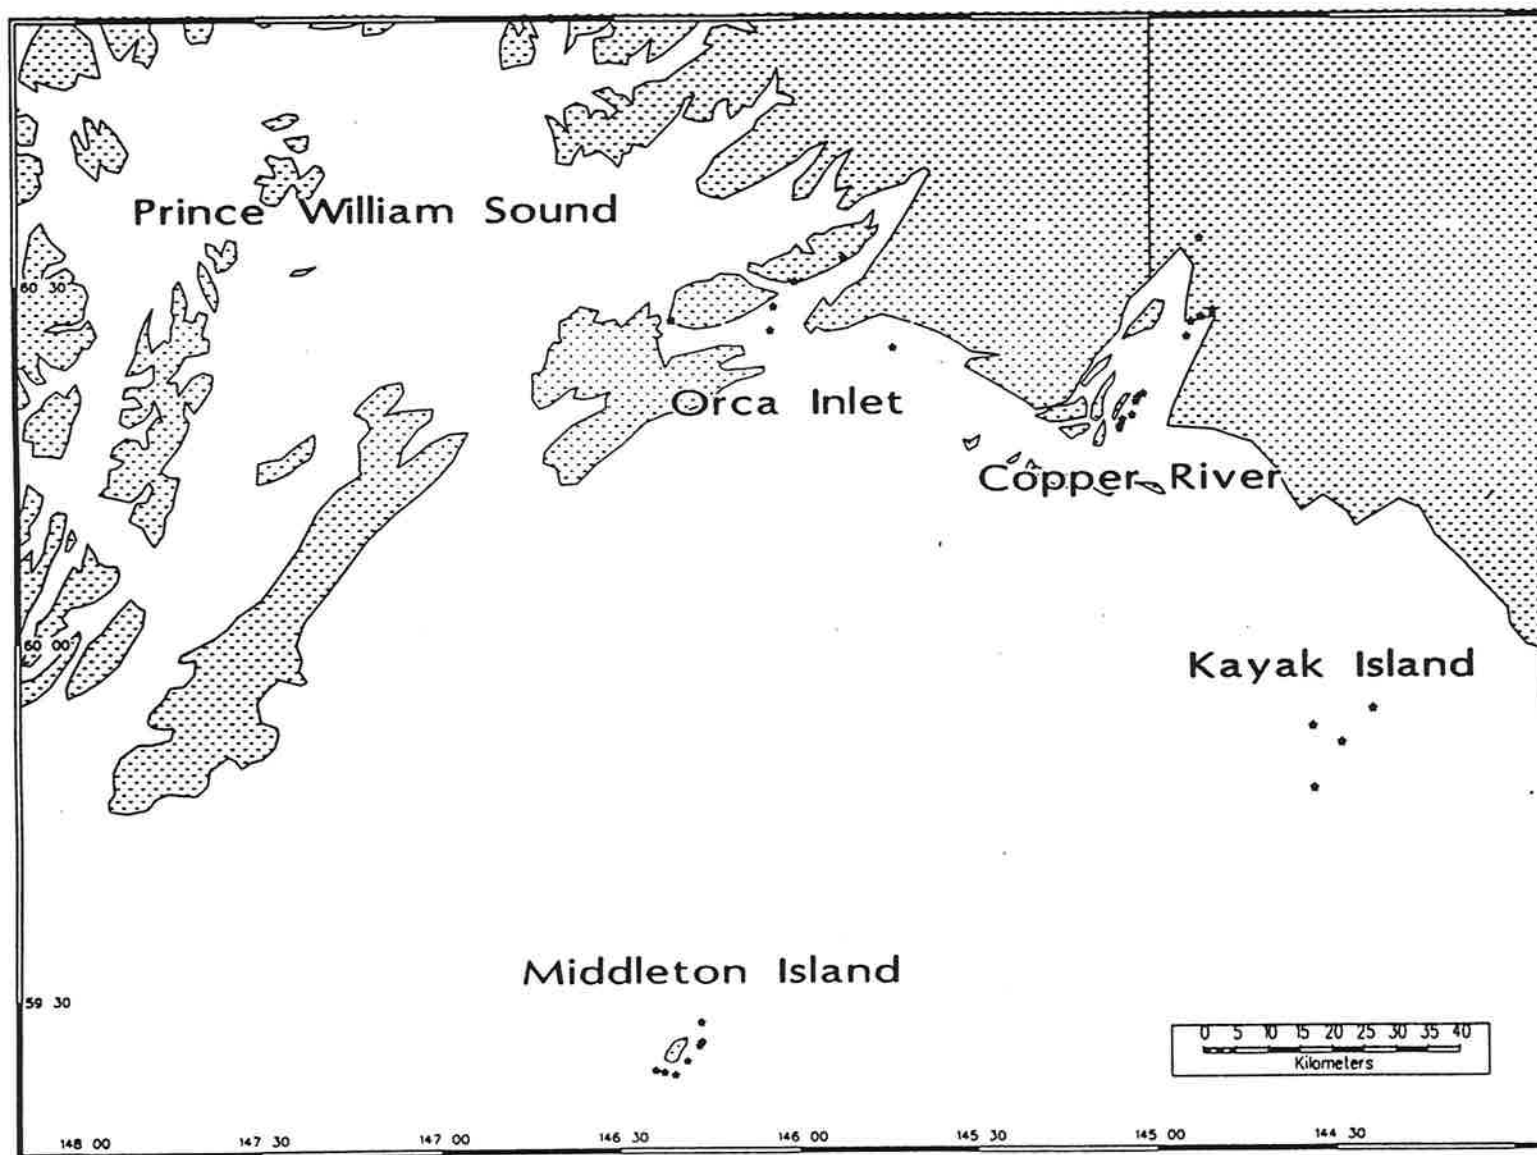 Prince William Sound
60 30
Orca Inlet
Copper River
60 00
Kayak Island
Middleton Island
59 30
0 5 10 15 20 25 30 35 40
Kilometers
148 00 147 30 147 00 146 30 146 00 145 30 145 00 144 30